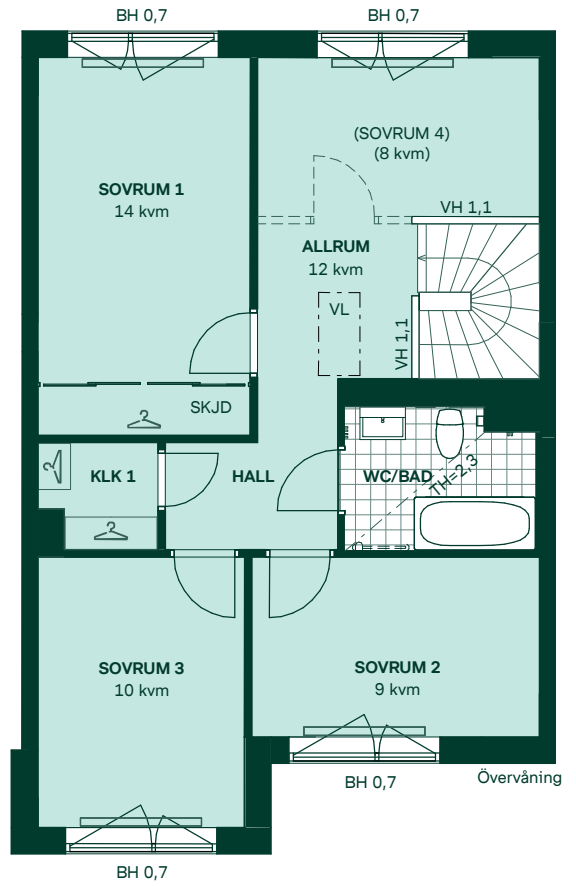 BH 0,7
BH 0,7
(SOVRUM 4)
(8 kvm)
SOVRUM 1
14 kvm
VH 1,1
ALLRUM
12 kvm
VL
VH 1,1
SKJD
KLK 1
HALL
WC/BAD
TH=2,3
SOVRUM 3
10 kvm
SOVRUM 2
9 kvm
BH 0,7
Övervåning
BH 0,7